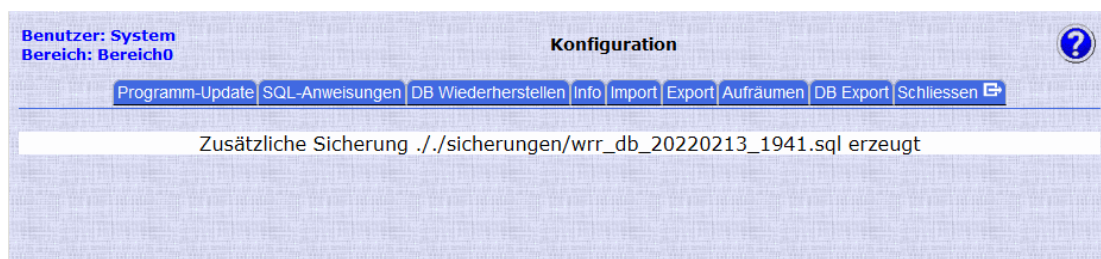 Benutzer: System
Bereich: Bereich0
Konfiguration
?
Programm-Update SQL-Anweisungen DB Wiederherstellen Info Import Export Aufräumen DB Export Schliessen
Zusätzliche Sicherung ././sicherungen/wrr_db_20220213_1941.sql erzeugt